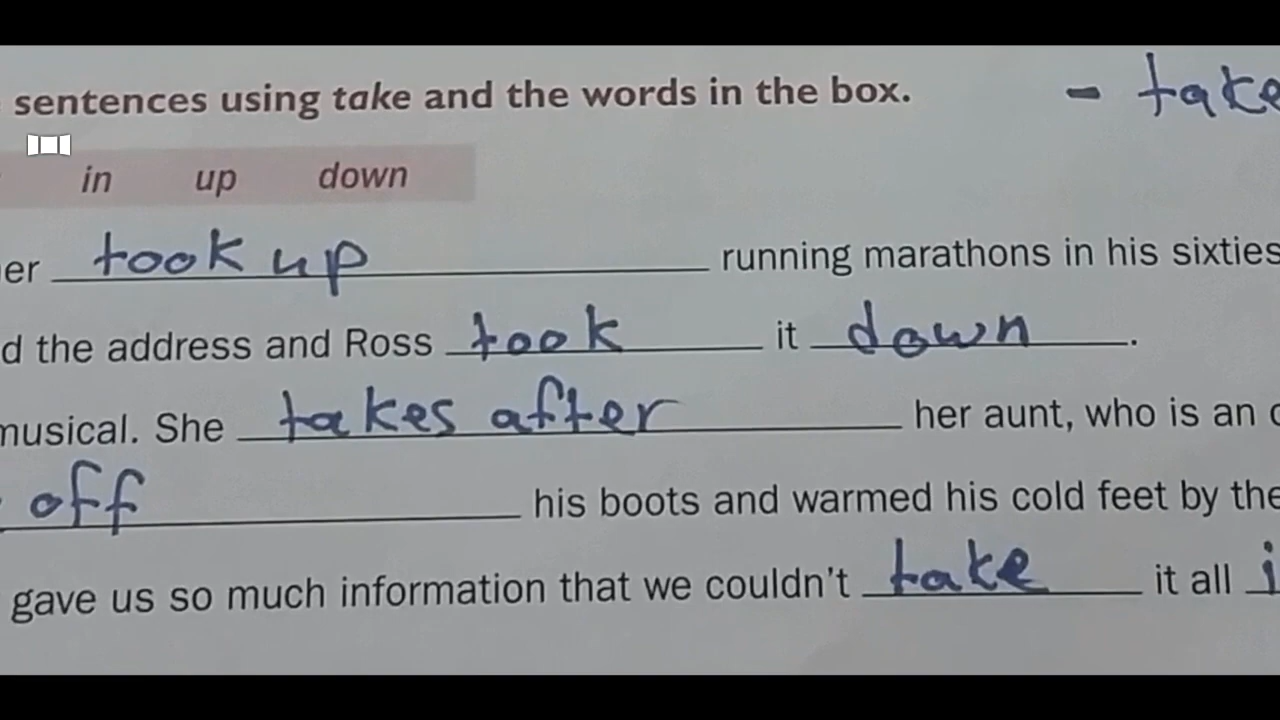 sentences using take and the words in the box.
- take
in up down
er took up running marathons in his sixties
d the address and Ross took it down.
musical. She takes after her aunt, who is an
off his boots and warmed his cold feet by the
gave us so much information that we couldn't take it all i